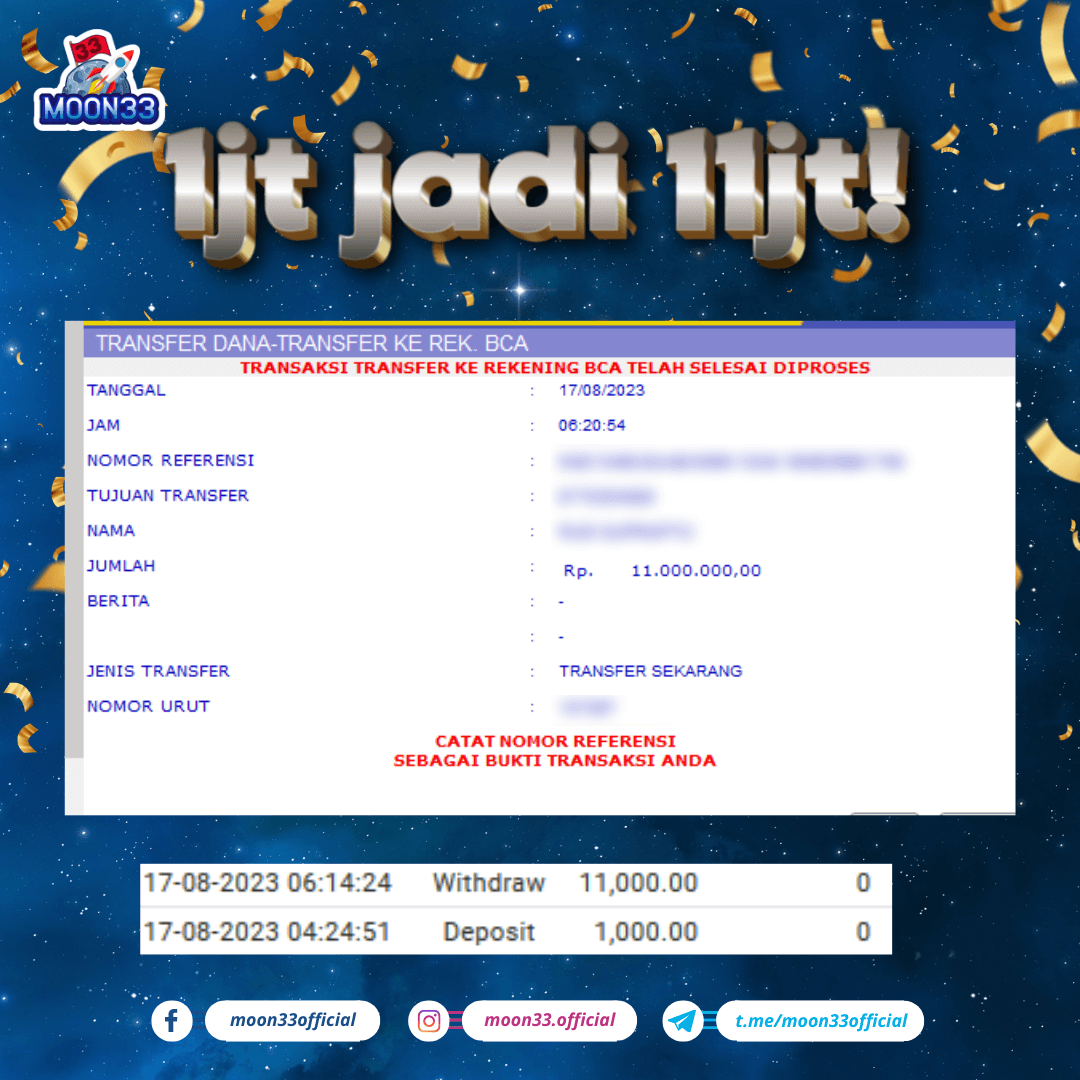 33
MOON33
1jt jadi 11jt!
TRANSFER DANA-TRANSFER KE REK. BCA
TRANSAKSI TRANSFER KE REKENING BCA TELAH SELESAI DIPROSES
TANGGAL : 17/08/2023
JAM : 06:20:54
NOMOR REFERENSI :
TUJUAN TRANSFER :
NAMA :
JUMLAH : Rp. 11.000.000,00
BERITA : -
: -
JENIS TRANSFER : TRANSFER SEKARANG
NOMOR URUT :
CATAT NOMOR REFERENSI
SEBAGAI BUKTI TRANSAKSI ANDA
17-08-2023 06:14:24 Withdraw 11,000.00 0
17-08-2023 04:24:51 Deposit 1,000.00 0
moon33official moon33.official t.me/moon33official